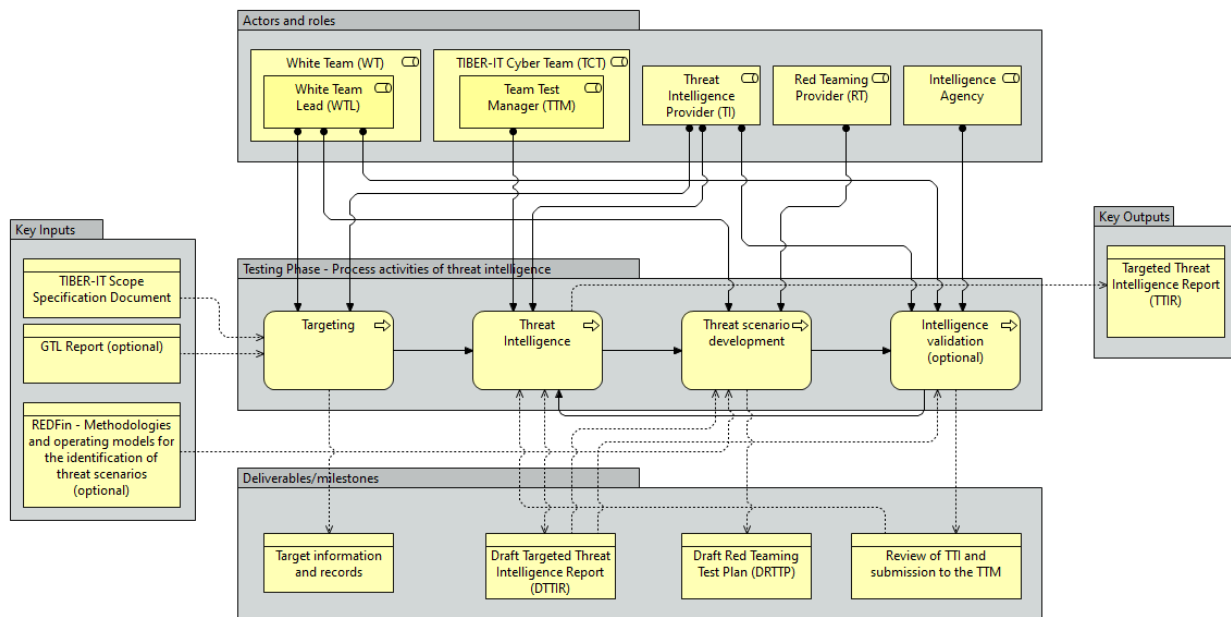 Actors and roles
White Team (WT)
White Team
Lead (WTL)
TIBER-IT Cyber Team (TCT)
Team Test
Manager (TTM)
Threat
Intelligence
Provider (TI)
Red Teaming
Provider (RT)
Intelligence
Agency
Key Inputs
TIBER-IT Scope
Specification Document
GTL Report (optional)
REDFin - Methodologies
and operating models for
the identification of
threat scenarios
(optional)
Testing Phase - Process activities of threat intelligence
Targeting
Threat
Intelligence
Threat scenario
development
Intelligence
validation
(optional)
Key Outputs
Targeted Threat
Intelligence Report
(TTIR)
Deliverables/milestones
Target information
and records
Draft Targeted Threat
Intelligence Report
(DTTIR)
Draft Red Teaming
Test Plan (DRTTP)
Review of TTI and
submission to the TTM